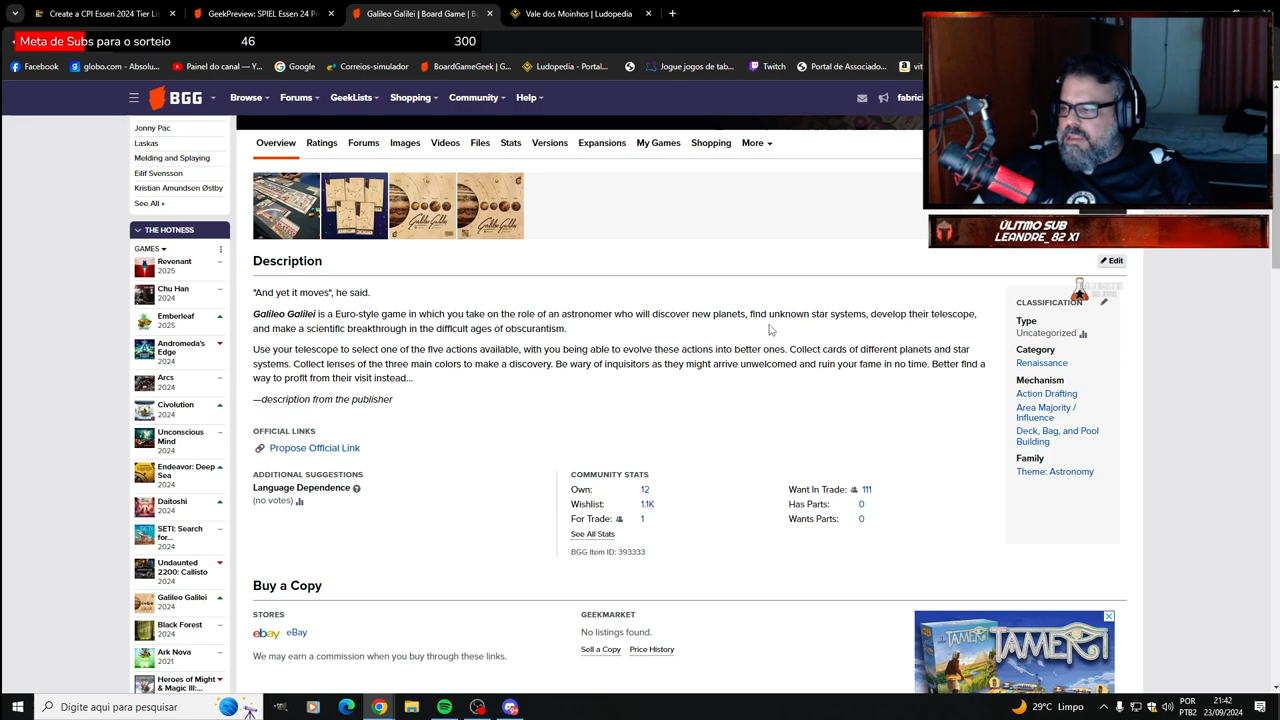 Create a Essen 2024 Tier Lis
GeekPreview: SPIEL Essen 24 Pr
Galileo Galilei | Board Game | B
Vale dos Moinhos | Ludopedia
Meta de Subs para o sorteio 46 300
Facebook globo.com - Absolu... Painel do canal — Y... Google Correios-simulador BoardGameGeek | G... Ludopedia - Portal... Jogue jogos de tab... Twitch Portal de Associado...
BGG Browse Forums GeekLists Shopping Community Help fabrici
Overview Ratings Forums Images Videos Files Stats Versions Expansions My Games Shopping More
Jonny Pac
Laskas
Melding and Splaying
Eilif Svensson
Kristian Amundsen Østby
See All »
THE HOTNESS
GAMES
Revenant
2025
Chu Han
2024
Emberleaf
2025
Andromeda's
Edge
2024
Arcs
2024
Civolution
2024
Unconscious
Mind
2024
Endeavor: Deep
Sea
2024
Daitoshi
2024
SETI: Search
for...
2024
Undaunted
2200: Callisto
2024
Galileo Galilei
2024
Black Forest
2024
Ark Nova
2021
Heroes of Might
& Magic III:...
Galileo Galilei
Galileo Galilei
Description
Edit
"And yet it moves", he said.
Galileo Galilei is a Euro-style game in which you take on the role of an astronomer who will discover new planets, find unknown star systems, develop their telescope,
and make a scientific breakthrough in the difficult ages of obscurantism.
Use your telescope to select one of the five actions available, with you being able to evolve these actions into better ones. Collect cards of different planets and star
systems. Collect lenses of the three main colors to make a discovery. Be wary of inquisitors as they might arrive unwelcomed and ruin your fame in no time. Better find a
way to profit from their visit instead...
—description from the publisher
OFFICIAL LINKS
Propose Official Link
ADDITIONAL SUGGESTIONS
Language Dependence
(no votes)
COMMUNITY STATS
Own: 12
Wishlist: 1.1K
For Trade: 1
Want In Trade: 111
Has Parts: 0
Wants Parts: 0
See All Stats
BGG Item ID: 393333
CLASSIFICATION
Type
Uncategorized
Category
Renaissance
Mechanism
Action Drafting
Area Majority /
Influence
Deck, Bag, and Pool
Building
Family
Theme: Astronomy
Buy a Copy
STORES
ebay eBay
We may earn a commission when you buy through these links.
GEEKMARKET
No listings found.
Sell a Copy Price History
TAMERI
TAMERI
ÚLITMO SUB
LEANDRE_82 X1
Digite aqui para pesquisar
29°C Limpo
POR
PTB2
21:42
23/09/2024